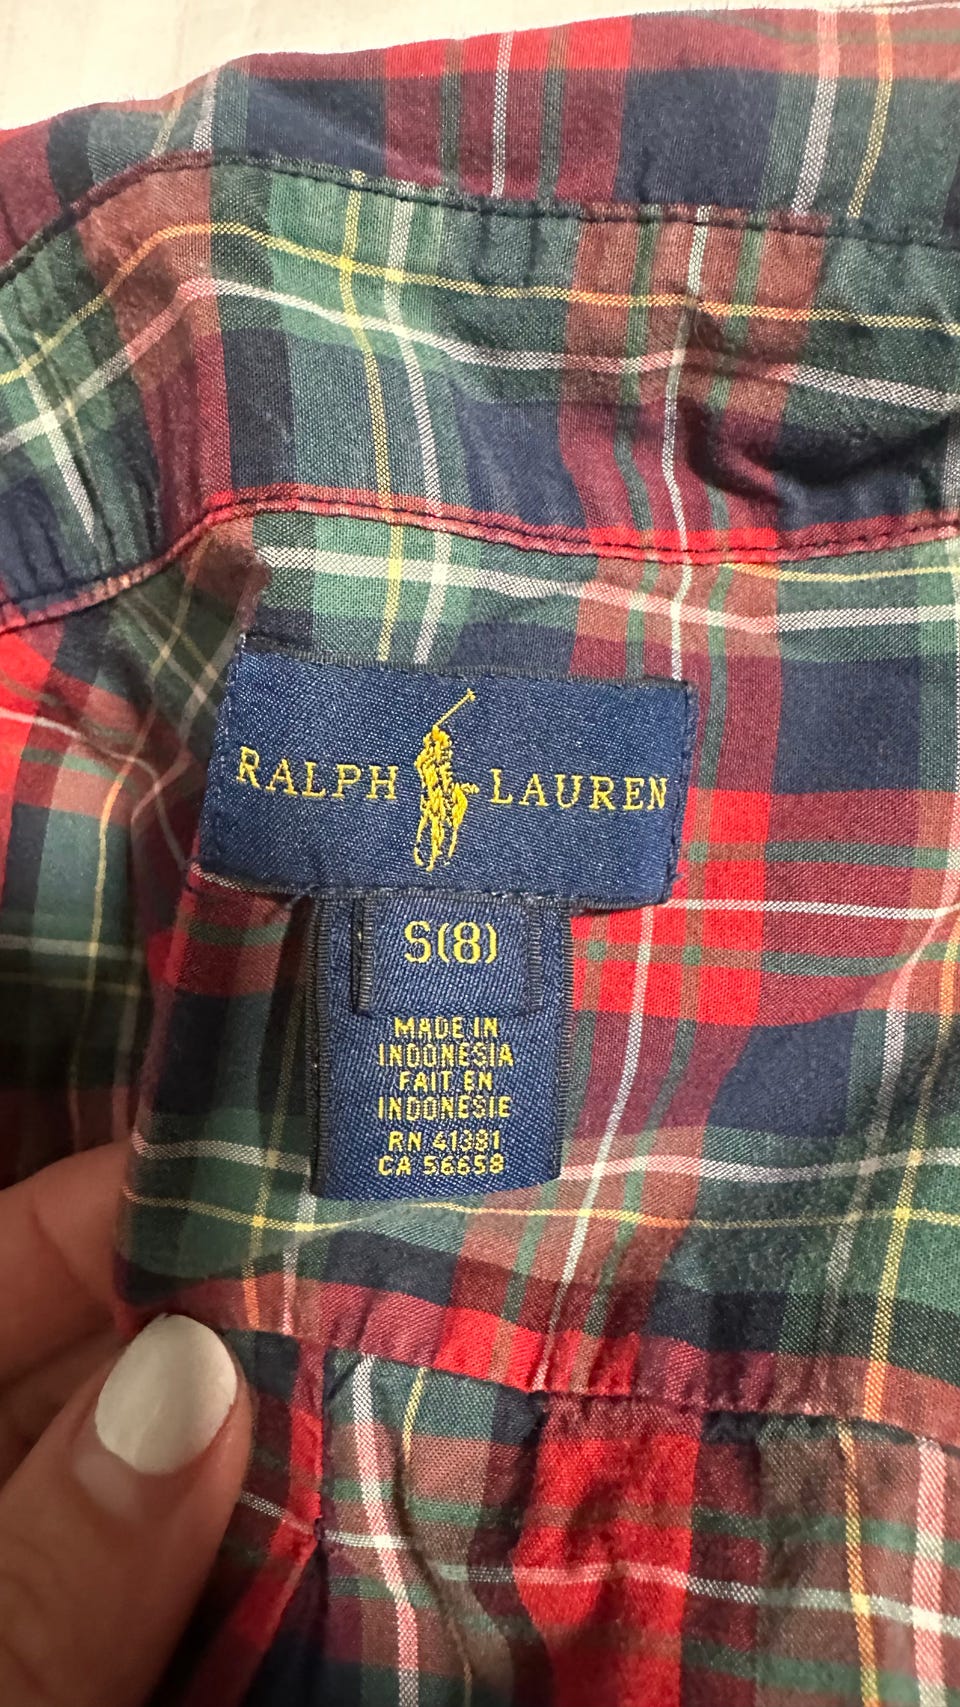 RALPH LAUREN
S(8)
MADE IN
INDONESIA
FAIT EN
INDONESIE
RN 41381
CA 56658